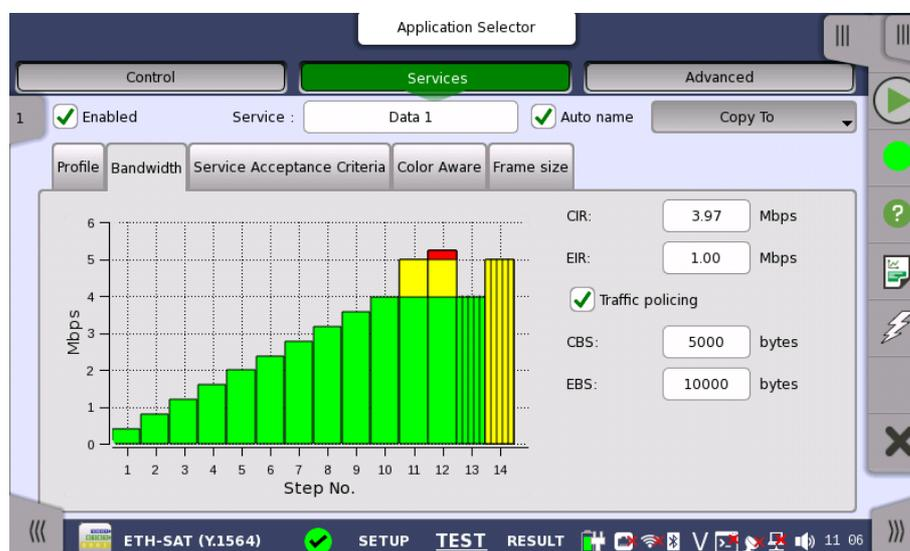 Application Selector
Control Services Advanced
1 Enabled Service : Data 1 Auto name Copy To
Profile Bandwidth Service Acceptance Criteria Color Aware Frame size
CIR: 3.97 Mbps
EIR: 1.00 Mbps
Traffic policing
CBS: 5000 bytes
EBS: 10000 bytes
Mbps
6
5
4
3
2
1
0
1 2 3 4 5 6 7 8 9 10 11 12 13 14
Step No.
ETH-SAT (Y.1564) SETUP TEST RESULT 11 06